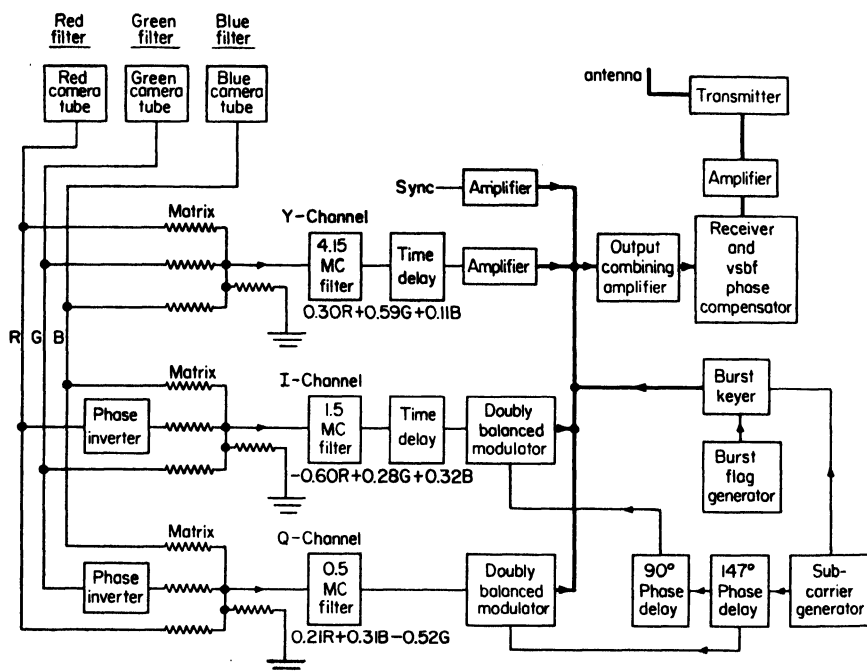 Red
filter
Green
filter
Blue
filter
Red
camera
tube
Green
camera
tube
Blue
camera
tube
antenna
Transmitter
Amplifier
Sync
Amplifier
Matrix
Y-Channel
4.15
MC
filter
Time
delay
Amplifier
Output
combining
amplifier
Receiver
and
vsbf
phase
compensator
0.30R+0.59G+0.11B
R
G
B
Matrix
I-Channel
Phase
inverter
1.5
MC
filter
Time
delay
Doubly
balanced
modulator
Burst
keyer
-0.60R+0.28G+0.32B
Burst
flag
generator
Matrix
Q-Channel
Phase
inverter
0.5
MC
filter
Doubly
balanced
modulator
90°
Phase
delay
147°
Phase
delay
Sub-
carrier
generator
0.21R+0.31B-0.52G